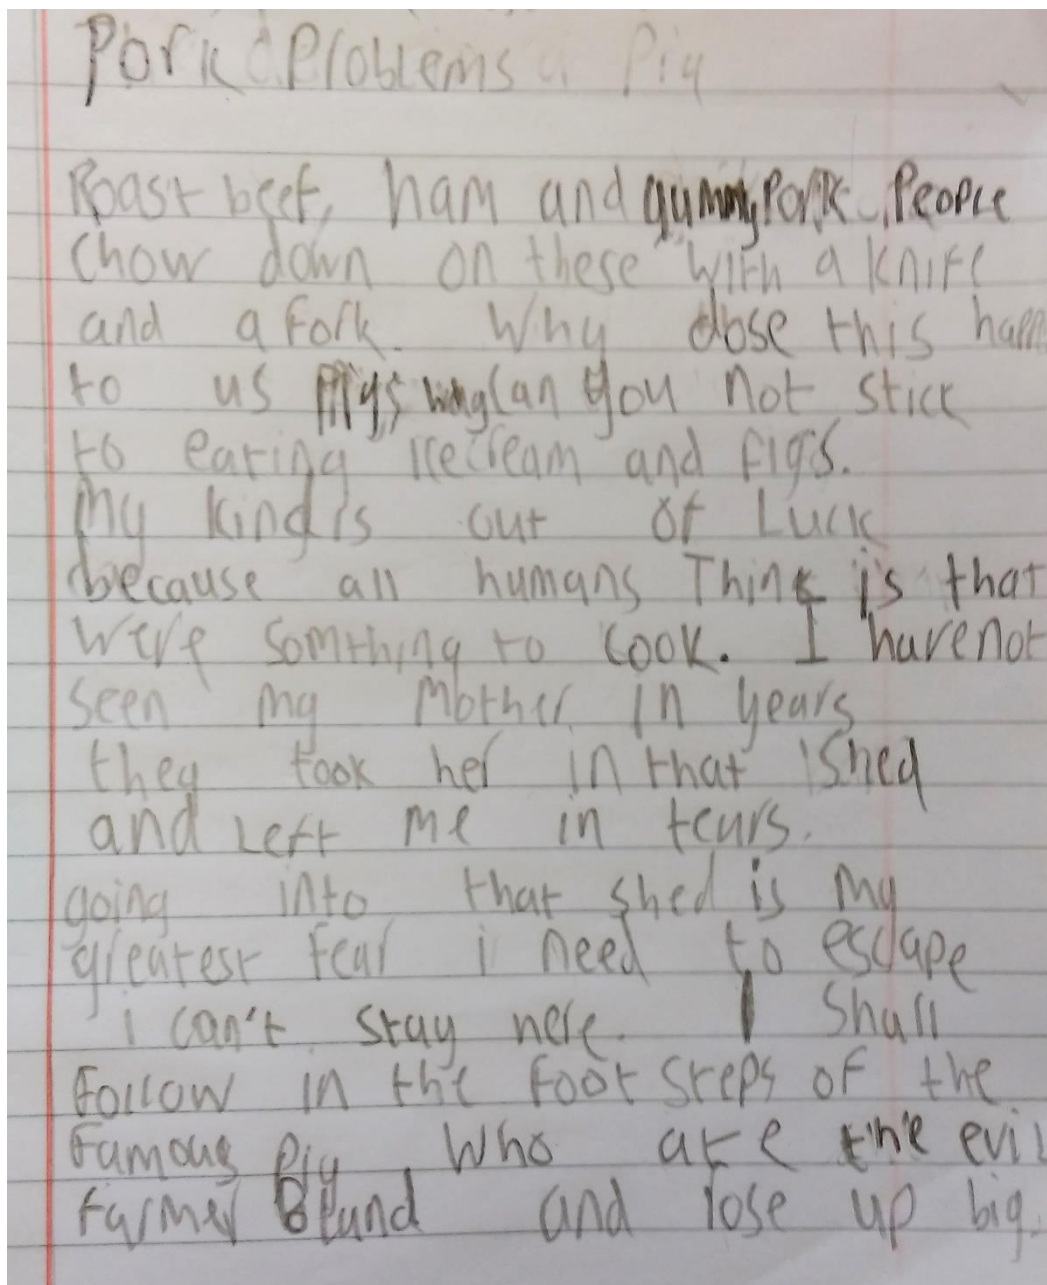 Pork Problems a Pig
Roast beef, ham and gummy Pork. People
Chow down on these with a knife
and a fork. Why dose this happ
to us Pigs, why can you not stick
to eating icecream and figs.
My kind is out of Luck
because all humans Think is that
were somthing to cook. I have not
seen my Mother in years
they took her in that shed
and Left me in tears.
going into that shed is my
greatest fear i need to escape
i can't stay here. I Shall
Follow in the foot steps of the
Famous Pig who ate the evil
Farmer Bland and rose up big.